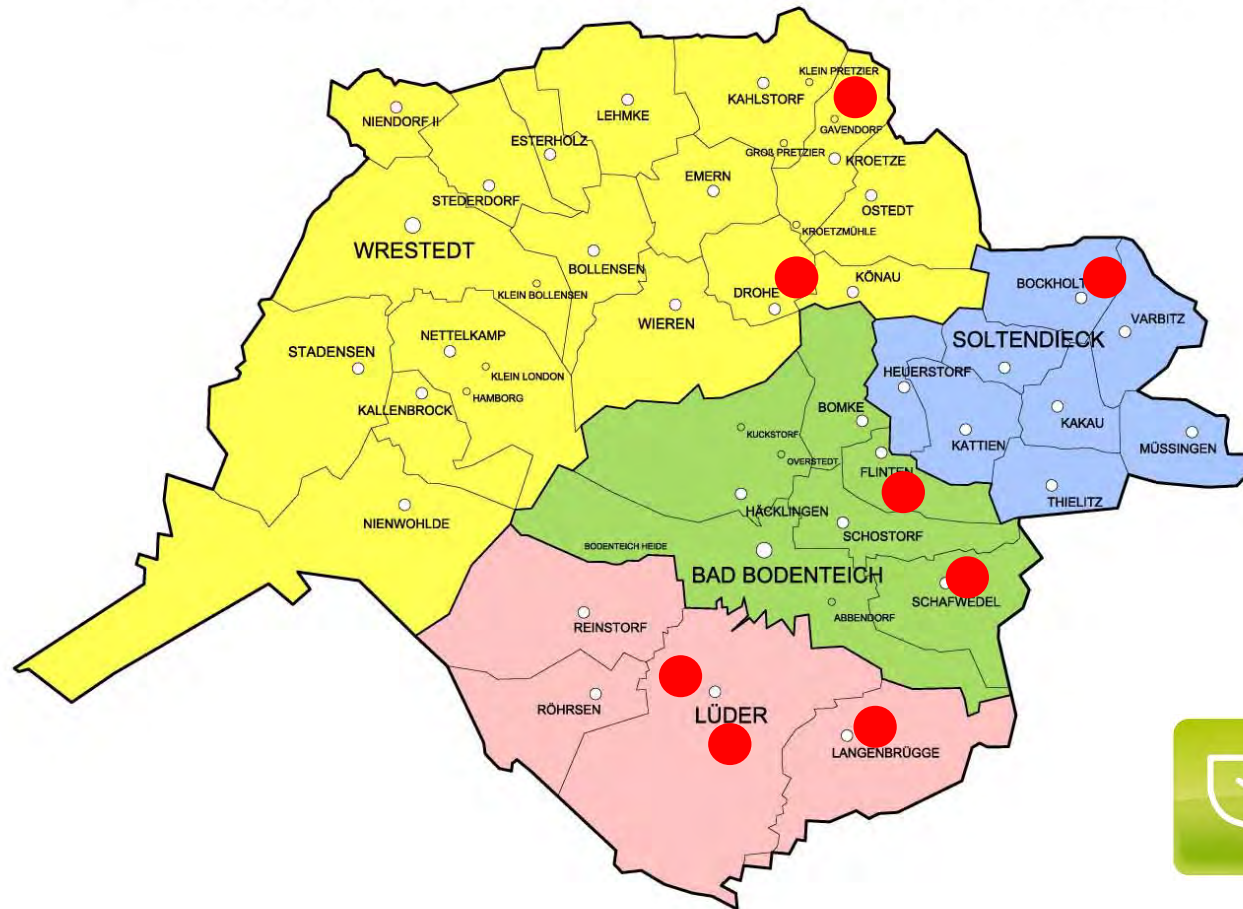 KLEIN PRETZIER
KAHLSTORF
NIENDORF II
LEHMKE
GAVENDORF
ESTERHOLZ
GROß PRETZIER
KROETZE
EMERN
STEDERDORF
OSTEDT
KROETZMÜHLE
WRESTEDT
BOLLENSEN
KÖNAU
KLEIN BOLLENSEN
DROHE
BOCKHOLT
WIEREN
VARBITZ
NETTELKAMP
SOLTENDIECK
STADENSEN
KLEIN LONDON
HEUERSTORF
HAMBORG
KALLENBROCK
BOMKE
KAKAU
KUCKSTORF
KATTIEN
MÜSSINGEN
OVERSTEDT
FLINTEN
THIELITZ
NIENWOHLDE
HÄCKLINGEN
SCHOSTORF
BODENTEICH HEIDE
BAD BODENTEICH
SCHAFWEDEL
ABBENDORF
REINSTORF
RÖHRSEN
LÜDER
LANGENBRÜGGE